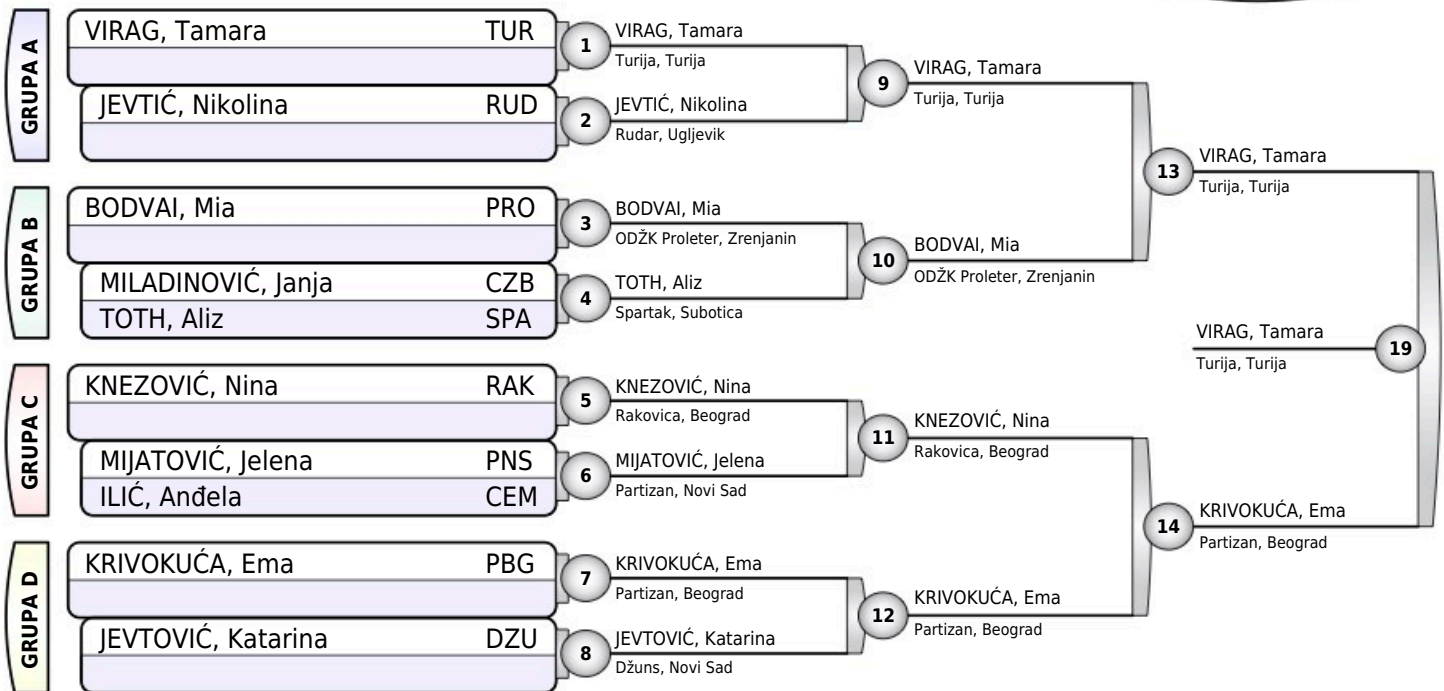 GRUPA A
VIRAG, Tamara TUR
JEVTIĆ, Nikolina RUD
GRUPA B
BODVAI, Mia PRO
MILADINOVIĆ, Janja CZB
TOTH, Aliz SPA
GRUPA C
KNEZOVIĆ, Nina RAK
MIJATOVIĆ, Jelena PNS
ILIĆ, Anđela CEM
GRUPA D
KRIVOKUĆA, Ema PBG
JEVTOVIĆ, Katarina DZU
1
VIRAG, Tamara
Turija, Turija
2
JEVTIĆ, Nikolina
Rudar, Ugljevik
3
BODVAI, Mia
ODŽK Proleter, Zrenjanin
4
TOTH, Aliz
Spartak, Subotica
5
KNEZOVIĆ, Nina
Rakovica, Beograd
6
MIJATOVIĆ, Jelena
Partizan, Novi Sad
7
KRIVOKUĆA, Ema
Partizan, Beograd
8
JEVTOVIĆ, Katarina
Džuns, Novi Sad
9
VIRAG, Tamara
Turija, Turija
10
BODVAI, Mia
ODŽK Proleter, Zrenjanin
11
KNEZOVIĆ, Nina
Rakovica, Beograd
12
KRIVOKUĆA, Ema
Partizan, Beograd
13
VIRAG, Tamara
Turija, Turija
14
KRIVOKUĆA, Ema
Partizan, Beograd
19
VIRAG, Tamara
Turija, Turija